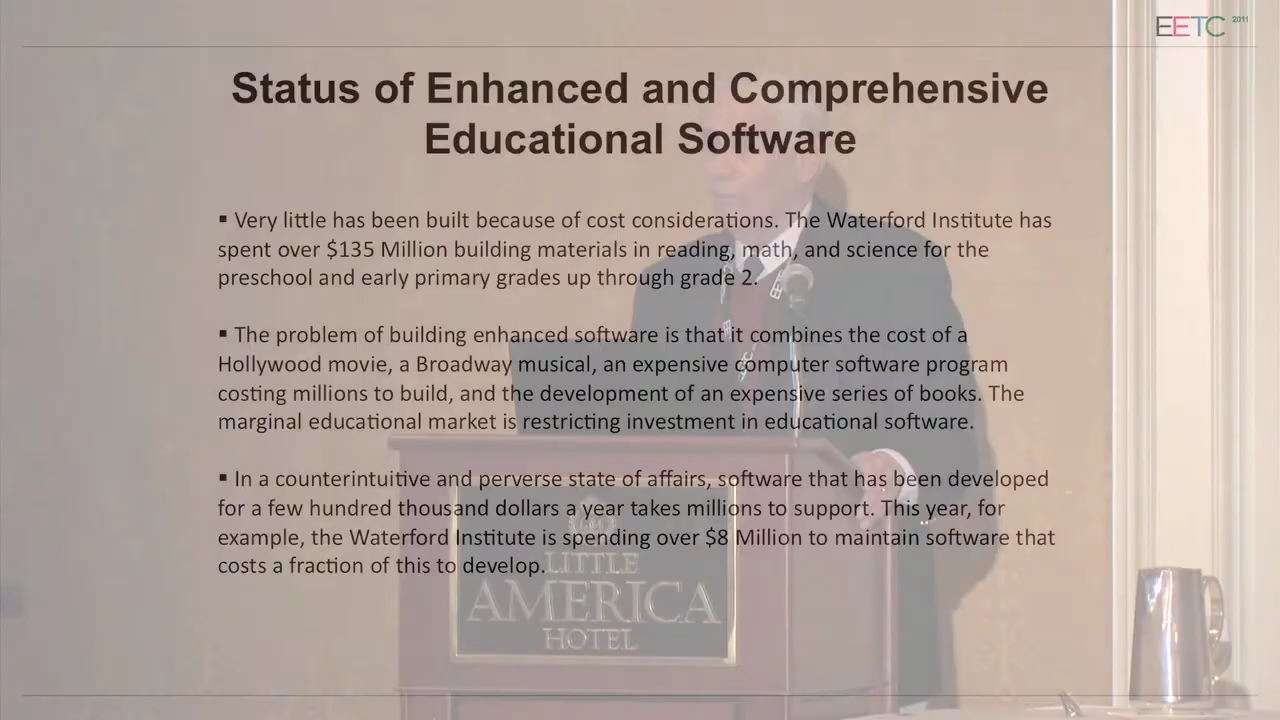 EETC 2011
Status of Enhanced and Comprehensive
Educational Software
▪ Very little has been built because of cost considerations. The Waterford Institute has
spent over $135 Million building materials in reading, math, and science for the
preschool and early primary grades up through grade 2.
▪ The problem of building enhanced software is that it combines the cost of a
Hollywood movie, a Broadway musical, an expensive computer software program
costing millions to build, and the development of an expensive series of books. The
marginal educational market is restricting investment in educational software.
▪ In a counterintuitive and perverse state of affairs, software that has been developed
for a few hundred thousand dollars a year takes millions to support. This year, for
example, the Waterford Institute is spending over $8 Million to maintain software that
costs a fraction of this to develop.
LITTLE
AMERICA
HOTEL